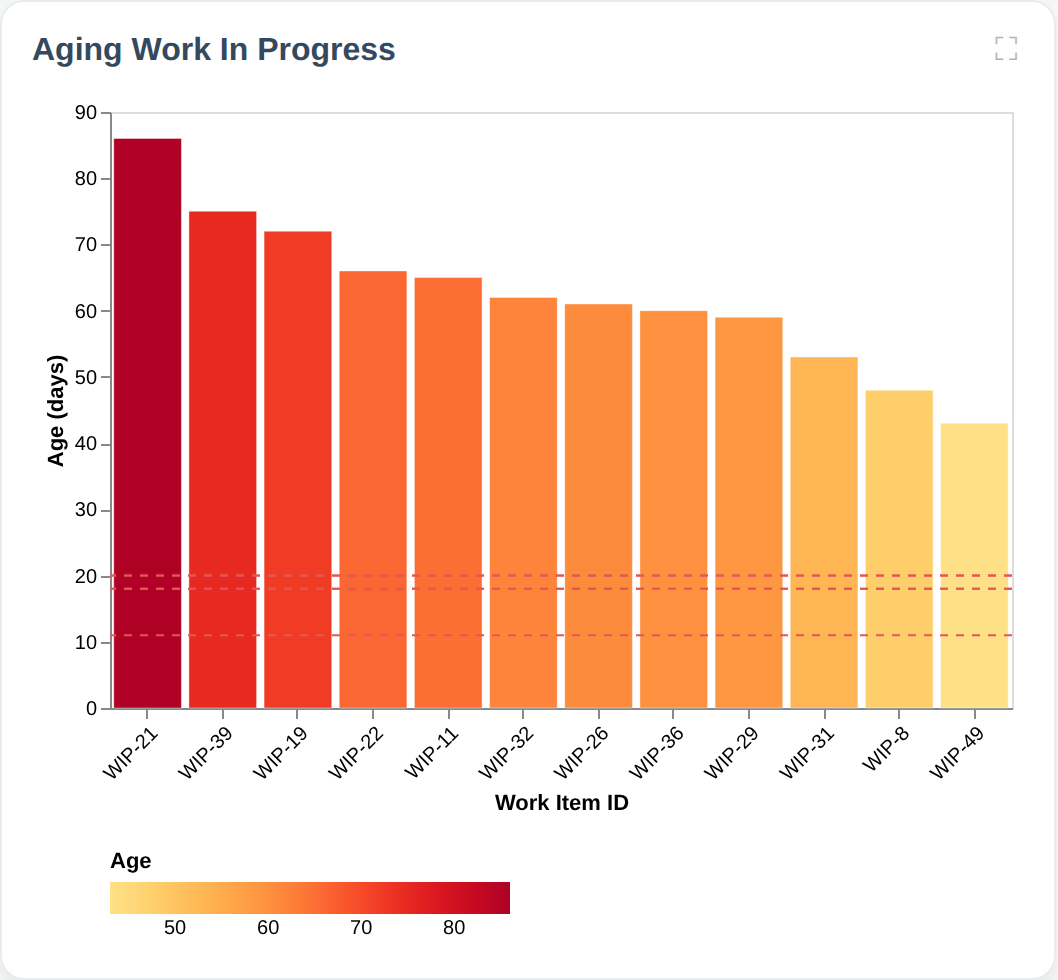 Aging Work In Progress
90
80
70
60
50
40
30
20
10
0
Age (days)
WIP-21
WIP-39
WIP-19
WIP-22
WIP-11
WIP-32
WIP-26
WIP-36
WIP-29
WIP-31
WIP-8
WIP-49
Work Item ID
Age
50 60 70 80